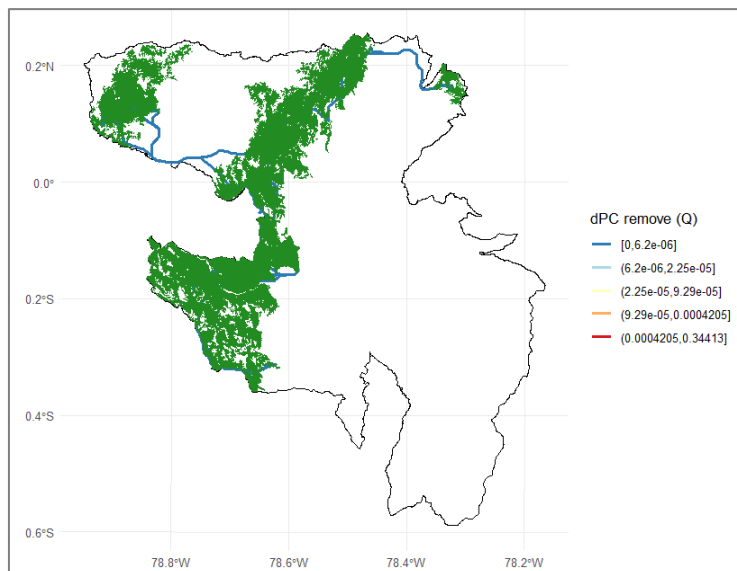 0.2°N
0.0°
0.2°S
0.4°S
0.6°S
78.8°W
78.6°W
78.4°W
78.2°W
dPC remove (Q)
[0,6.2e-06]
(6.2e-06,2.25e-05]
(2.25e-05,9.29e-05]
(9.29e-05,0.0004205]
(0.0004205,0.34413]